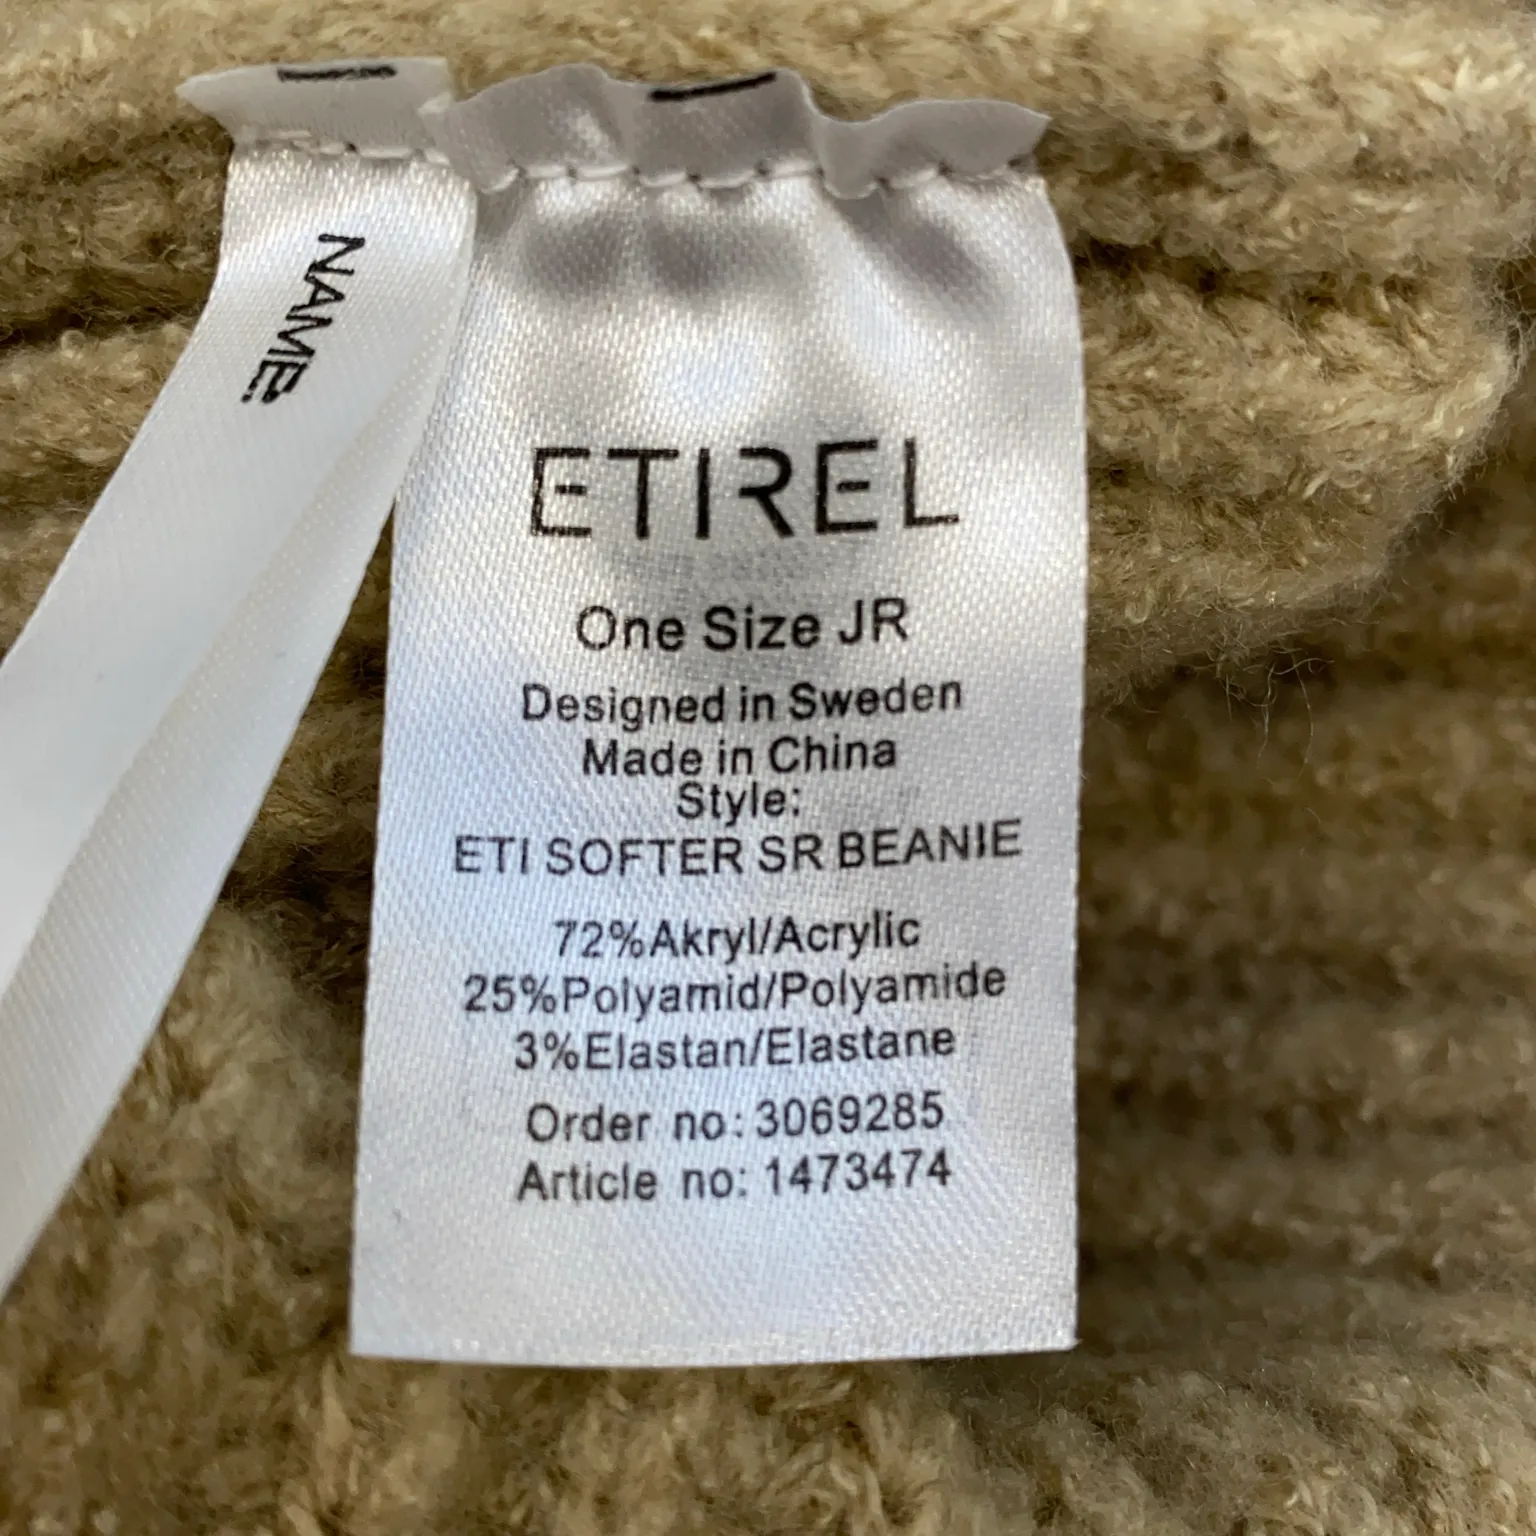 NAME:
ETIREL
One Size JR
Designed in Sweden
Made in China
Style:
ETI SOFTER SR BEANIE
72%Akryl/Acrylic
25%Polyamid/Polyamide
3%Elastan/Elastane
Order no: 3069285
Article no: 1473474